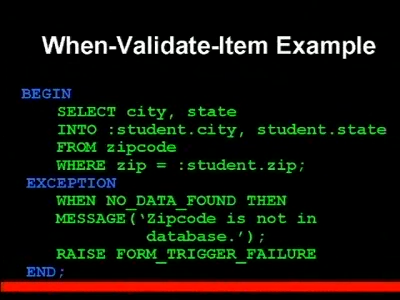 When-Validate-Item Example
BEGIN
SELECT city, state
INTO :student.city, student.state
FROM zipcode
WHERE zip = :student.zip;
EXCEPTION
WHEN NO_DATA_FOUND THEN
MESSAGE(‘Zipcode is not in
database.’);
RAISE FORM_TRIGGER_FAILURE
END;